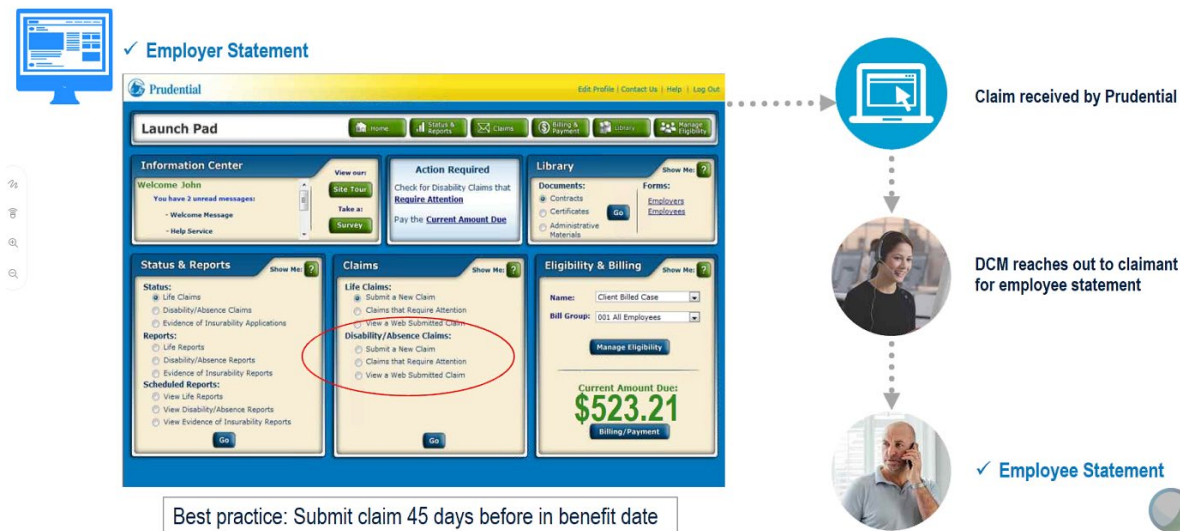 ✓ Employer Statement
Prudential
Edit Profile | Contact Us | Help | Log Out
Launch Pad
Home
Status & Reports
Claims
Billing & Payment
Library
Manage Eligibility
Information Center
View our:
Welcome John
You have 2 unread messages:
- Welcome Message
- Help Service
Site Tour
Take a:
Survey
Action Required
Check for Disability Claims that
Require Attention
Pay the Current Amount Due
Library
Show Me: ?
Documents:
Contracts
Certificates
Administrative
Materials
Go
Forms:
Employers
Employees
Status & Reports
Show Me: ?
Status:
Life Claims
Disability/Absence Claims
Evidence of Insurability Applications
Reports:
Life Reports
Disability/Absence Reports
Evidence of Insurability Reports
Scheduled Reports:
View Life Reports
View Disability/Absence Reports
View Evidence of Insurability Reports
Go
Claims
Show Me: ?
Life Claims:
Submit a New Claim
Claims that Require Attention
View a Web Submitted Claim
Disability/Absence Claims:
Submit a New Claim
Claims that Require Attention
View a Web Submitted Claim
Go
Eligibility & Billing
Show Me: ?
Name: Client Billed Case
Bill Group: 001 All Employees
Manage Eligibility
Current Amount Due:
$523.21
Billing/Payment
Best practice: Submit claim 45 days before in benefit date
Claim received by Prudential
DCM reaches out to claimant
for employee statement
✓ Employee Statement